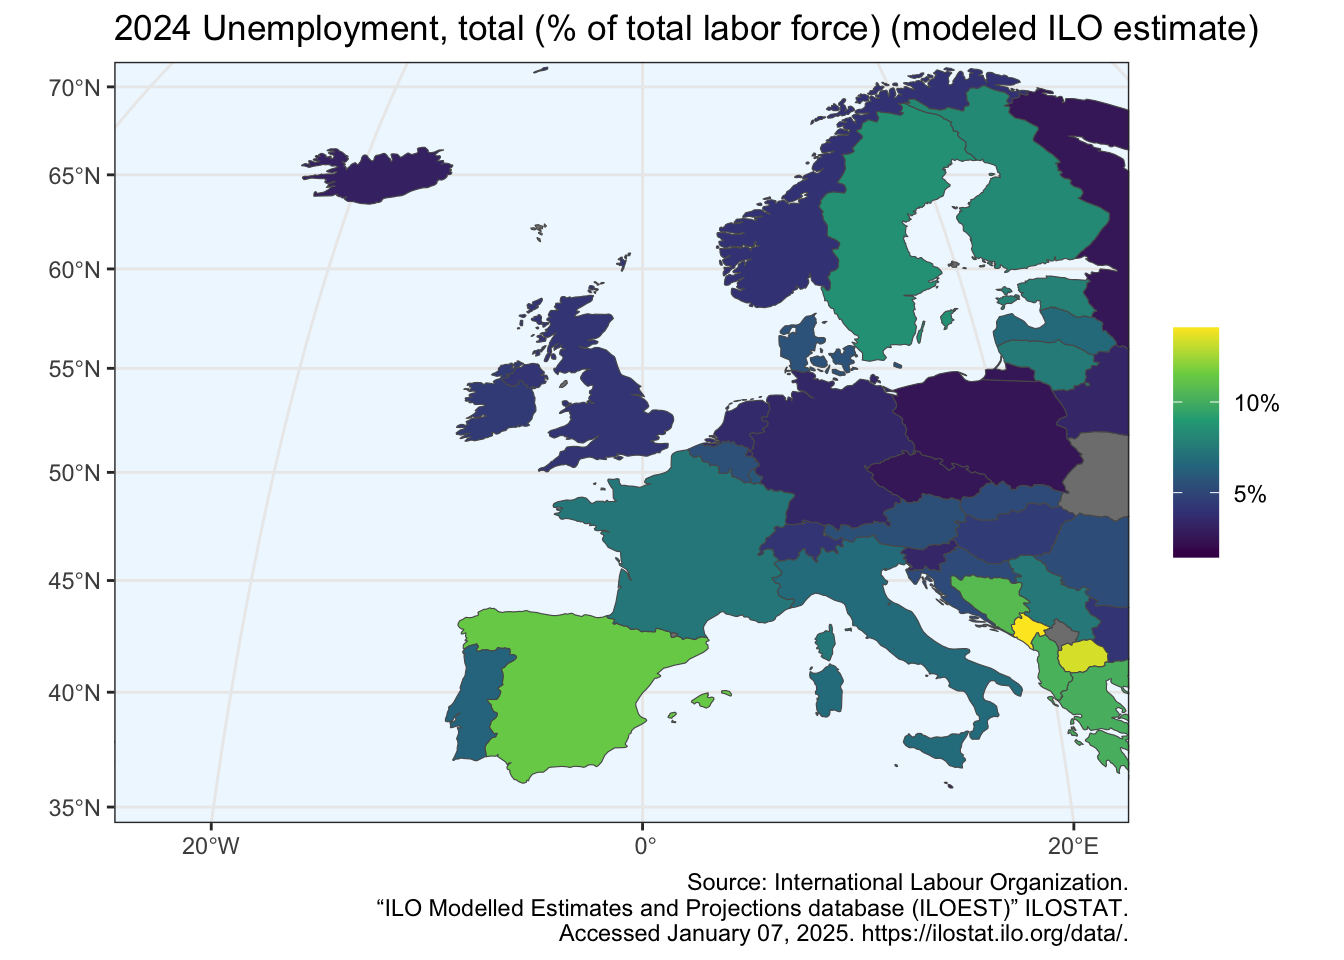 2024 Unemployment, total (% of total labor force) (modeled ILO estimate)
70°N
65°N
60°N
55°N
50°N
45°N
40°N
35°N
20°W
0°
20°E
10%
5%
Source: International Labour Organization.
“ILO Modelled Estimates and Projections database (ILOEST)” ILOSTAT.
Accessed January 07, 2025. https://ilostat.ilo.org/data/.